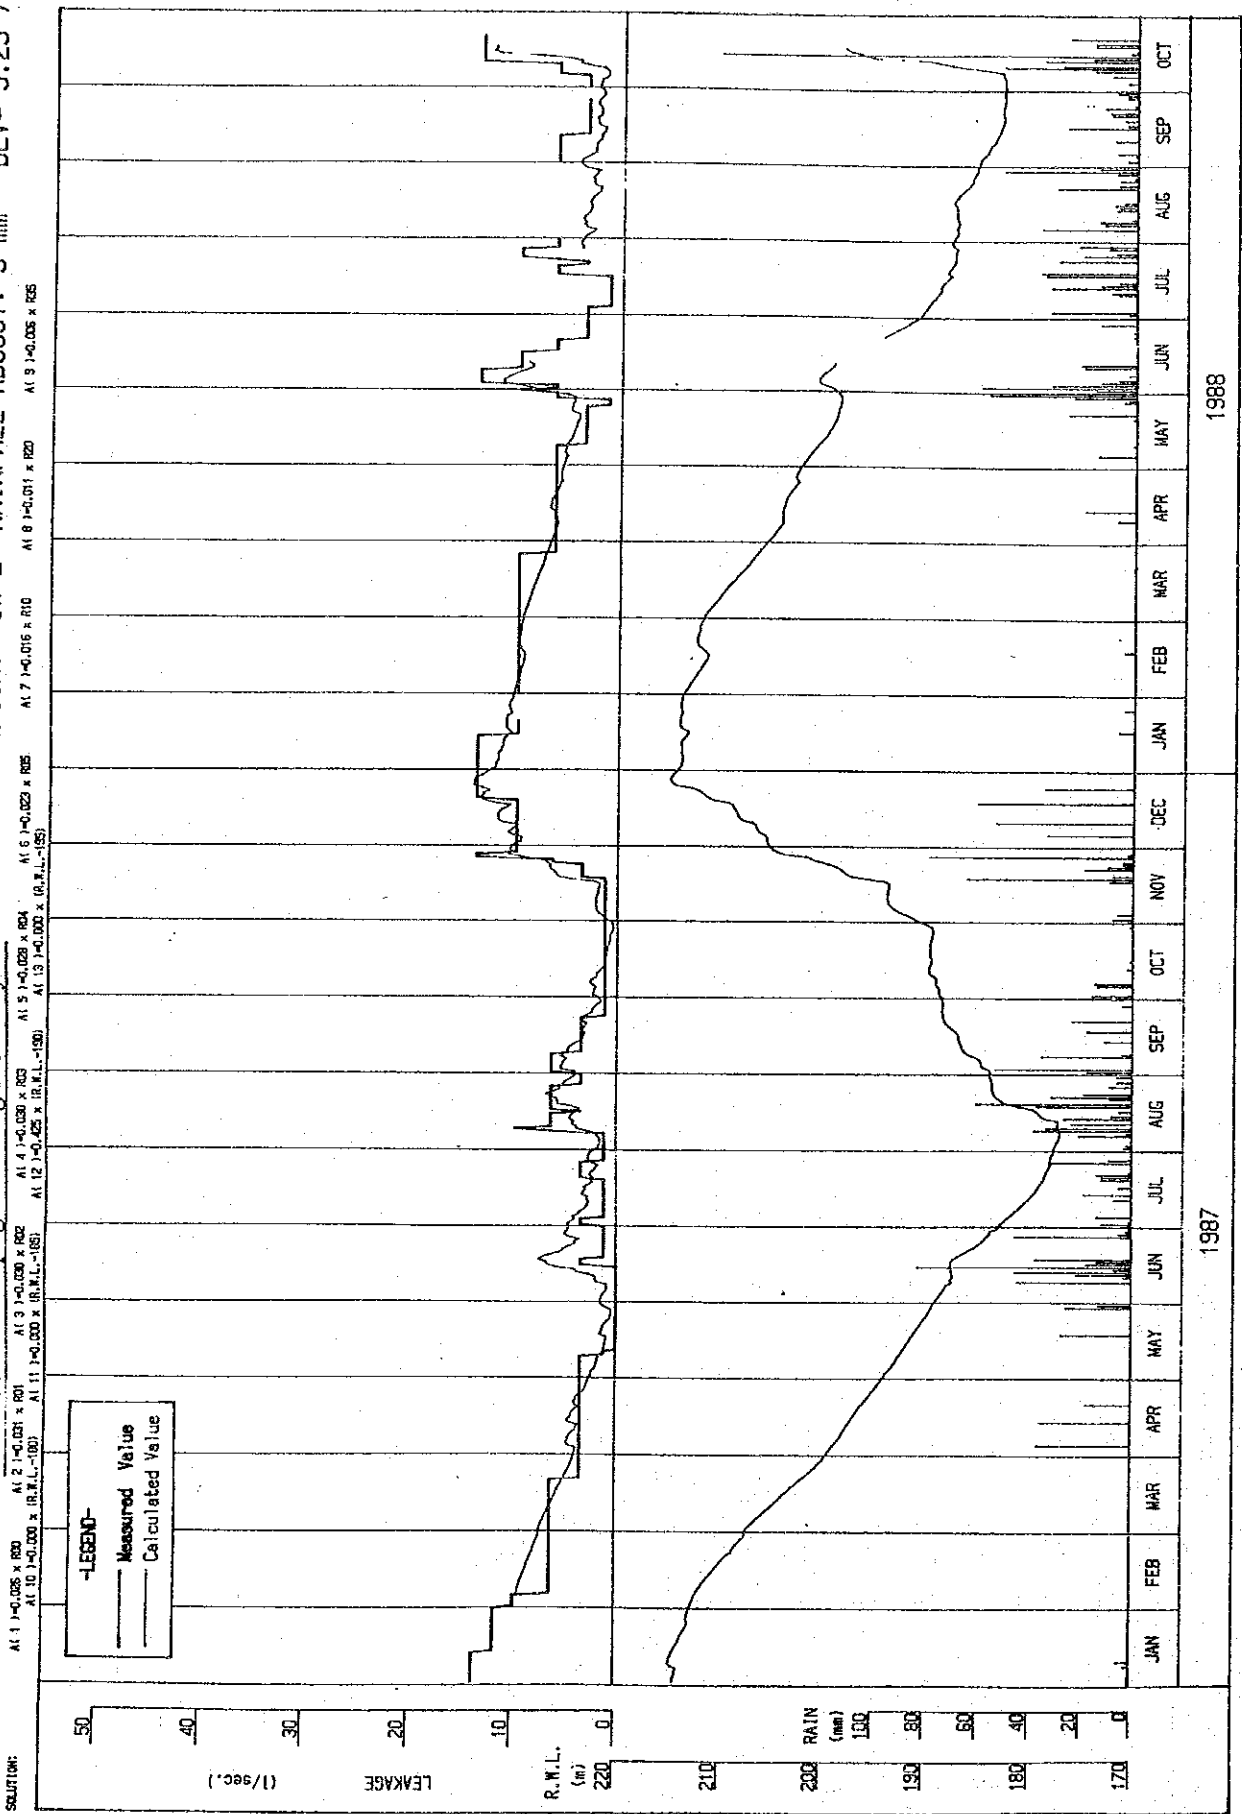 SOLUTION:
A( 1 )=0.026 x R00 A( 2 )=0.031 x R01 A( 3 )=0.030 x R02 A( 4 )=0.030 x R03 A( 5 )=0.028 x R04 A( 6 )=0.023 x R05 A( 7 )=0.016 x R10 A( 8 )=0.011 x R20 A( 9 )=0.006 x R35
A( 10 )=0.000 x (R.W.L.-180) A( 11 )=0.000 x (R.W.L.-185) A( 12 )=0.425 x (R.W.L.-190) A( 13 )=0.000 x (R.W.L.-195)
-LEGEND-
Measured Value
Calculated Value
LEAKAGE (l/sec.)
50
40
30
20
10
0
R.W.L. (m)
220
210
200
190
180
170
RAIN (mm)
100
80
60
40
20
0
JAN FEB MAR APR MAY JUN JUL AUG SEP OCT NOV DEC JAN FEB MAR APR MAY JUN JUL AUG SEP OCT
1987 1988